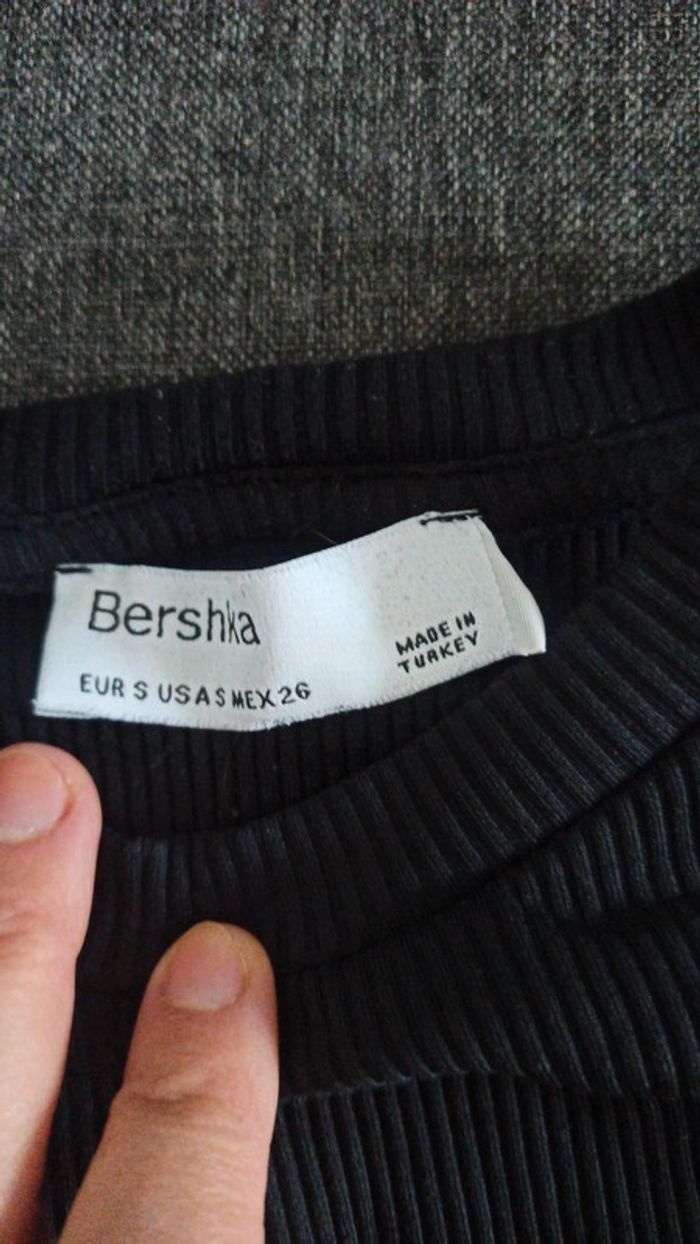 Bershka
EUR S USA S MEX 26
MADE IN
TURKEY